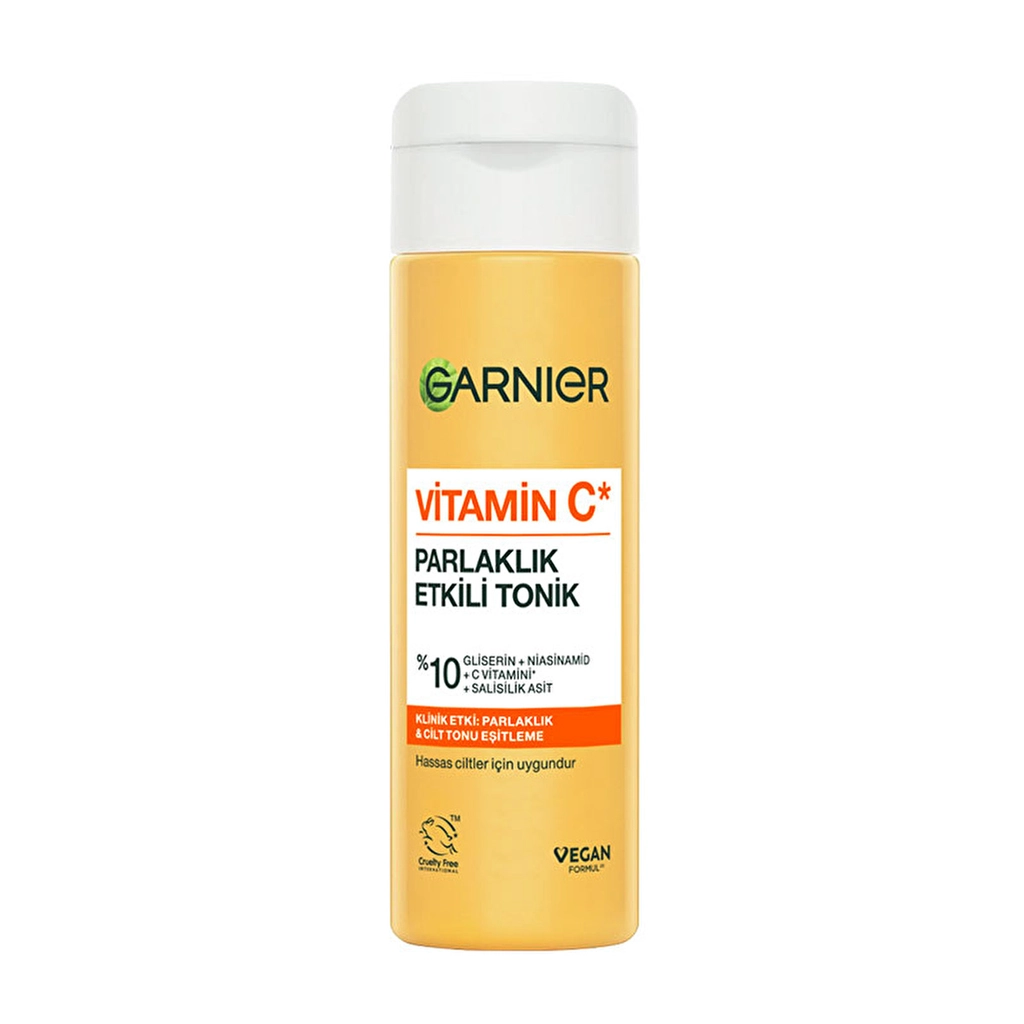 GARNIER
VİTAMİN C*
PARLAKLIK
ETKİLİ TONİK
%10 GLİSERİN + NİASİNAMİD
+ C VİTAMİNİ*
+ SALİSİLİK ASİT
KLİNİK ETKİ: PARLAKLIK
& CİLT TONU EŞİTLEME
Hassas ciltler için uygundur
TM
Cruelty Free
INTERNATIONAL
VEGAN
FORMUL